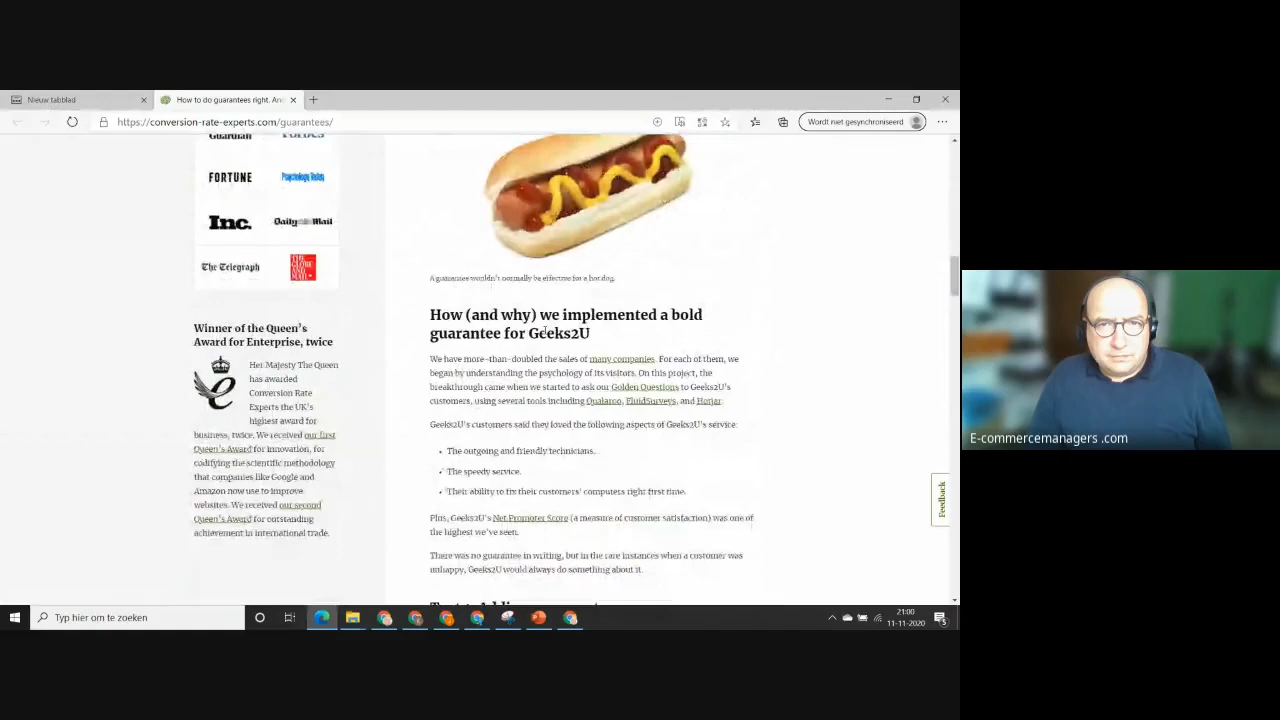 Nieuw tabblad
How to do guarantees right. An
https://conversion-rate-experts.com/guarantees/
Wordt niet gesynchroniseerd
Guardian
Forbes
FORTUNE
Psychology Today
Inc.
Daily Mail
The Telegraph
THE GLOBE AND MAIL
Winner of the Queen's
Award for Enterprise, twice
Her Majesty The Queen
has awarded
Conversion Rate
Experts the UK's
highest award for
business, twice. We received our first
Queen's Award for innovation, for
codifying the scientific methodology
that companies like Google and
Amazon now use to improve
websites. We received our second
Queen's Award for outstanding
achievement in international trade.
A guarantee wouldn't normally be effective for a hot dog.
How (and why) we implemented a bold
guarantee for Geeks2U
We have more-than-doubled the sales of many companies. For each of them, we
began by understanding the psychology of its visitors. On this project, the
breakthrough came when we started to ask our Golden Questions to Geeks2U's
customers, using several tools including Qualaroo, FluidSurveys, and Hotjar.
Geeks2U's customers said they loved the following aspects of Geeks2U's service:
• The outgoing and friendly technicians.
• The speedy service.
• Their ability to fix their customers' computers right first time.
Plus, Geeks2U's Net Promoter Score (a measure of customer satisfaction) was one of
the highest we've seen.
There was no guarantee in writing, but in the rare instances when a customer was
unhappy, Geeks2U would always do something about it.
Feedback
Typ hier om te zoeken
21:00
11-11-2020
E-commercemanagers .com